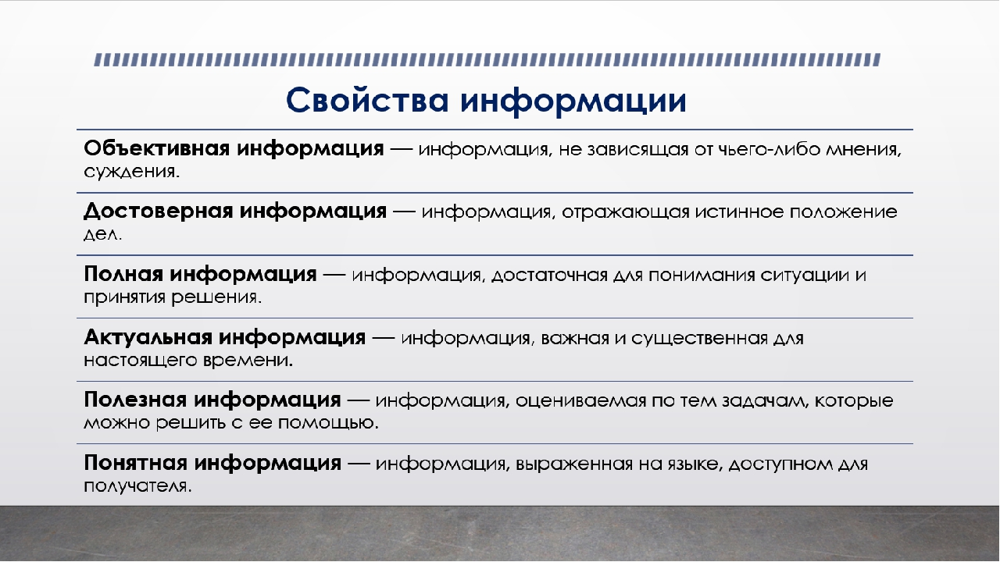 Свойства информации
Объективная информация — информация, не зависящая от чьего-либо мнения,
суждения.
Достоверная информация — информация, отражающая истинное положение
дел.
Полная информация — информация, достаточная для понимания ситуации и
принятия решения.
Актуальная информация — информация, важная и существенная для
настоящего времени.
Полезная информация — информация, оцениваемая по тем задачам, которые
можно решить с ее помощью.
Понятная информация — информация, выраженная на языке, доступном для
получателя.